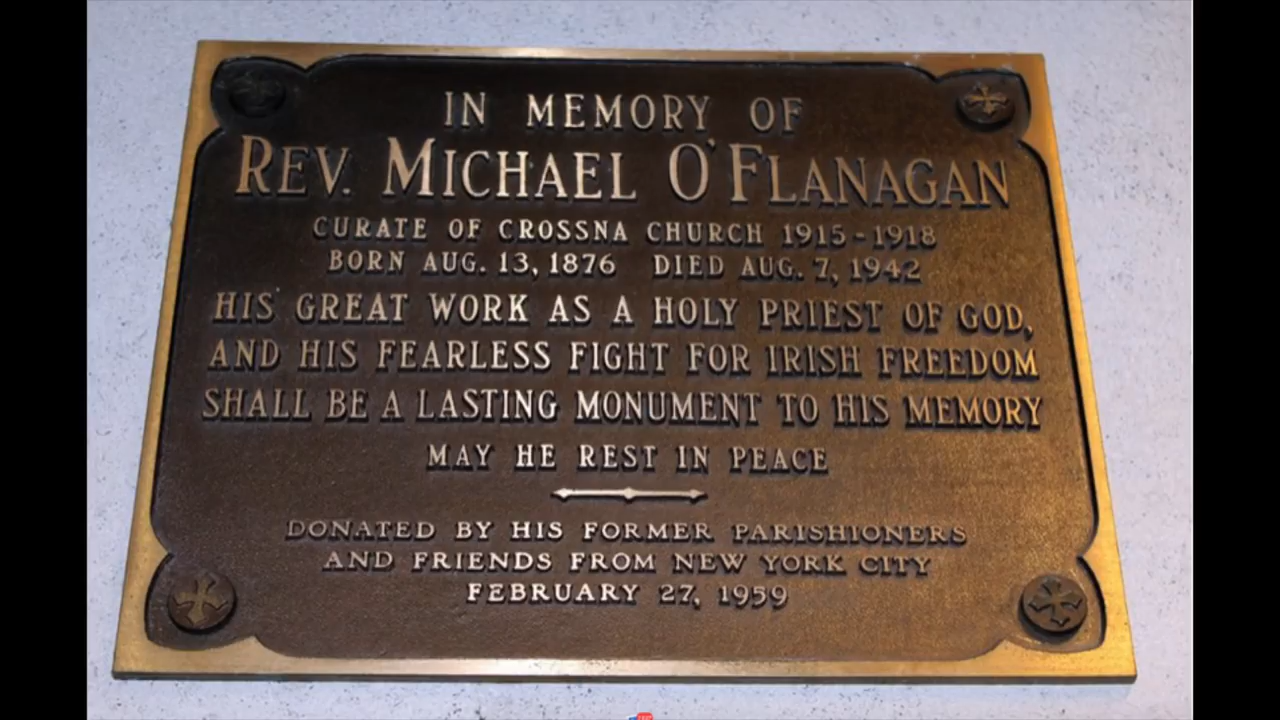 IN MEMORY OF
REV. MICHAEL O'FLANAGAN
CURATE OF CROSSNA CHURCH 1915-1918
BORN AUG. 13, 1876 DIED AUG. 7, 1942
HIS GREAT WORK AS A HOLY PRIEST OF GOD,
AND HIS FEARLESS FIGHT FOR IRISH FREEDOM
SHALL BE A LASTING MONUMENT TO HIS MEMORY
MAY HE REST IN PEACE
DONATED BY HIS FORMER PARISHIONERS
AND FRIENDS FROM NEW YORK CITY
FEBRUARY 27, 1959